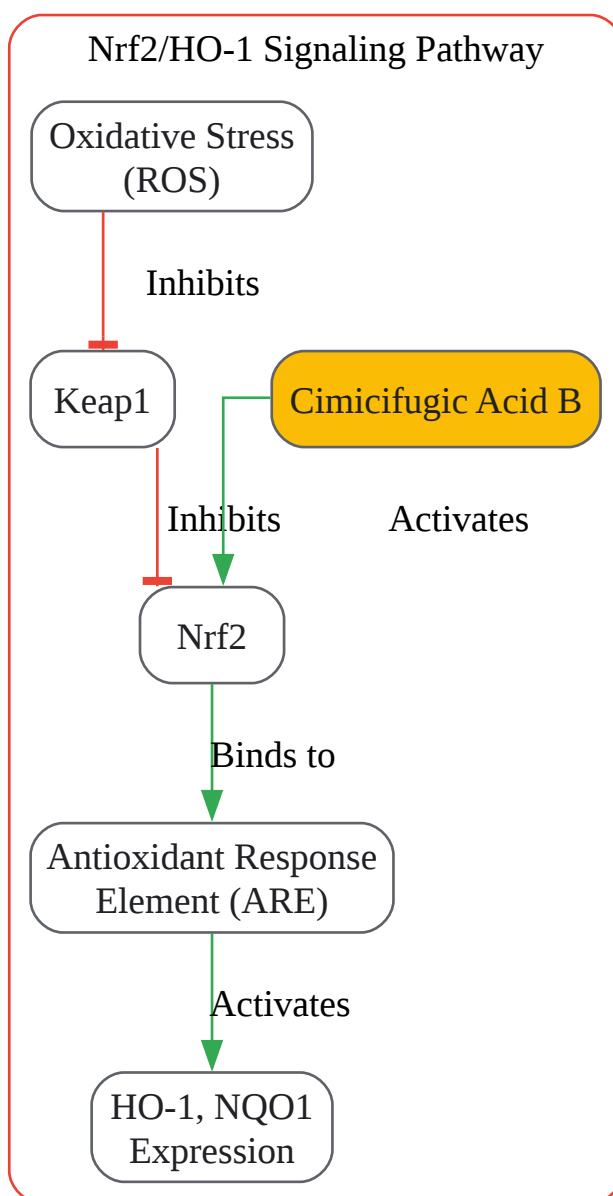 Nrf2/HO-1 Signaling Pathway
Oxidative Stress
(ROS)
Inhibits
Keap1
Cimicifugic Acid B
Inhibits
Activates
Nrf2
Binds to
Antioxidant Response
Element (ARE)
Activates
HO-1, NQO1
Expression